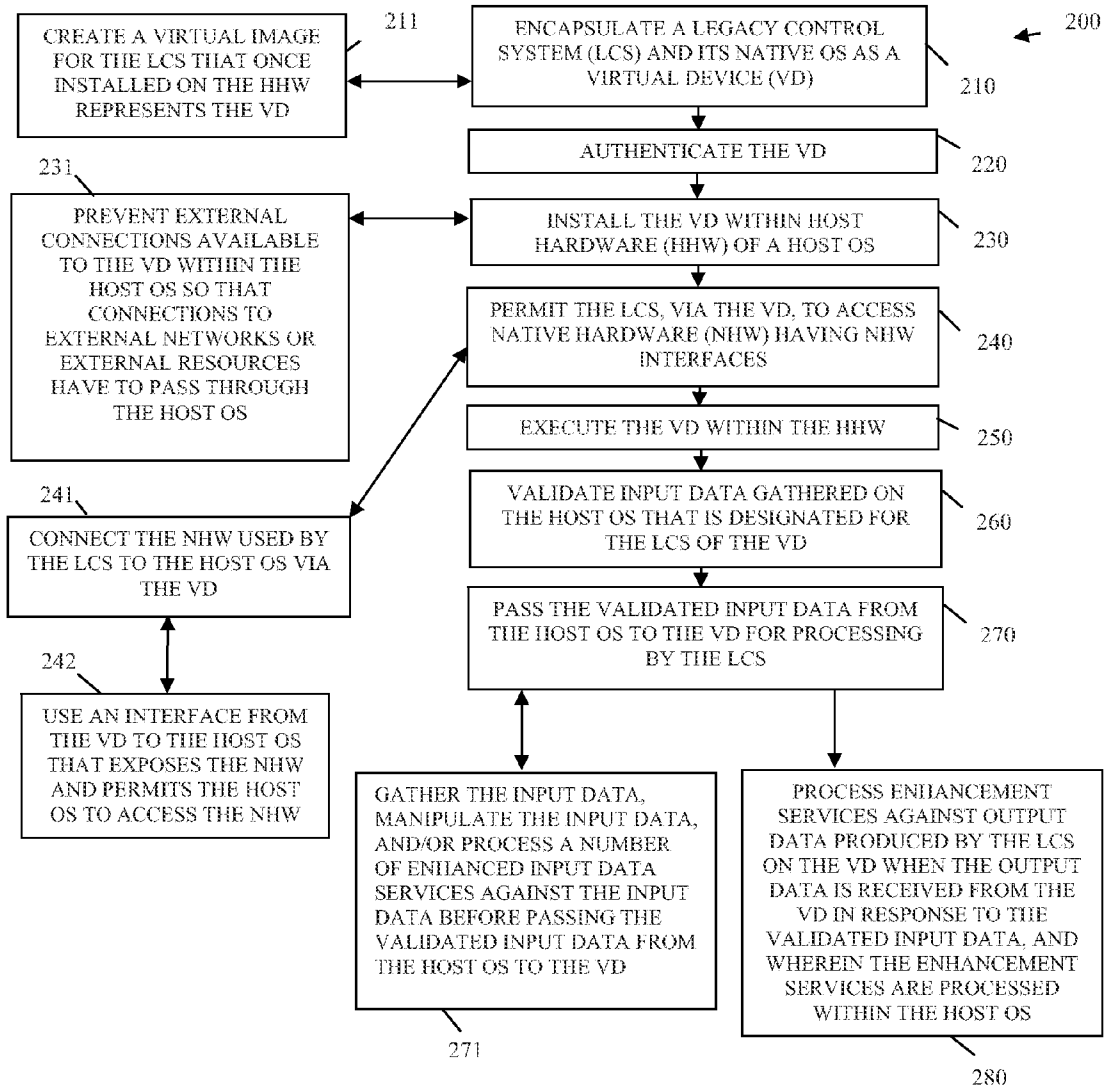 200
211
CREATE A VIRTUAL IMAGE
FOR THE LCS THAT ONCE
INSTALLED ON THE HHW
REPRESENTS THE VD
ENCAPSULATE A LEGACY CONTROL
SYSTEM (LCS) AND ITS NATIVE OS AS A
VIRTUAL DEVICE (VD)
210
AUTHENTICATE THE VD
220
231
PREVENT EXTERNAL
CONNECTIONS AVAILABLE
TO THE VD WITHIN THE
HOST OS SO THAT
CONNECTIONS TO
EXTERNAL NETWORKS OR
EXTERNAL RESOURCES
HAVE TO PASS THROUGH
THE HOST OS
INSTALL THE VD WITHIN HOST
HARDWARE (HHW) OF A HOST OS
230
PERMIT THE LCS, VIA THE VD, TO ACCESS
NATIVE HARDWARE (NHW) HAVING NHW
INTERFACES
240
EXECUTE THE VD WITHIN THE HHW
250
241
CONNECT THE NHW USED BY
THE LCS TO THE HOST OS VIA
THE VD
VALIDATE INPUT DATA GATHERED ON
THE HOST OS THAT IS DESIGNATED FOR
THE LCS OF THE VD
260
PASS THE VALIDATED INPUT DATA FROM
THE HOST OS TO THE VD FOR PROCESSING
BY THE LCS
270
242
USE AN INTERFACE FROM
THE VD TO THE HOST OS
THAT EXPOSES THE NHW
AND PERMITS THE HOST
OS TO ACCESS THE NHW
GATHER THE INPUT DATA,
MANIPULATE THE INPUT DATA,
AND/OR PROCESS A NUMBER
OF ENHANCED INPUT DATA
SERVICES AGAINST THE INPUT
DATA BEFORE PASSING THE
VALIDATED INPUT DATA FROM
THE HOST OS TO THE VD
271
PROCESS ENHANCEMENT
SERVICES AGAINST OUTPUT
DATA PRODUCED BY THE LCS
ON THE VD WHEN THE OUTPUT
DATA IS RECEIVED FROM THE
VD IN RESPONSE TO THE
VALIDATED INPUT DATA, AND
WHEREIN THE ENHANCEMENT
SERVICES ARE PROCESSED
WITHIN THE HOST OS
280